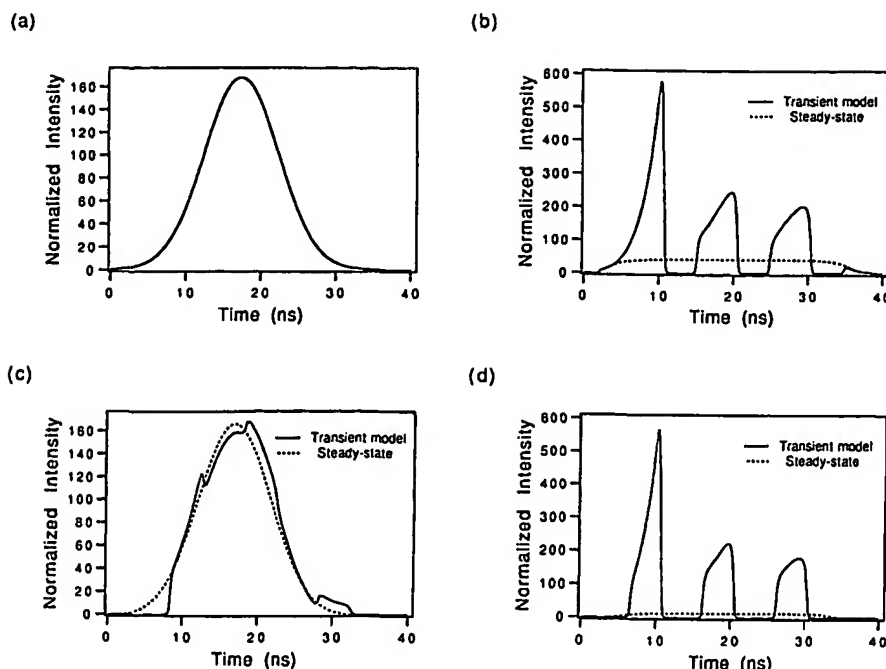 (a)
Normalized Intensity
160
140
120
100
80
60
40
20
0
0 10 20 30 40
Time (ns)
(b)
Normalized Intensity
600
500
400
300
200
100
0
Transient model
Steady-state
0 10 20 30 40
Time (ns)
(c)
Normalized Intensity
160
140
120
100
80
60
40
20
0
Transient model
Steady-state
0 10 20 30 40
Time (ns)
(d)
Normalized Intensity
600
500
400
300
200
100
0
Transient model
Steady-state
0 10 20 30 40
Time (ns)